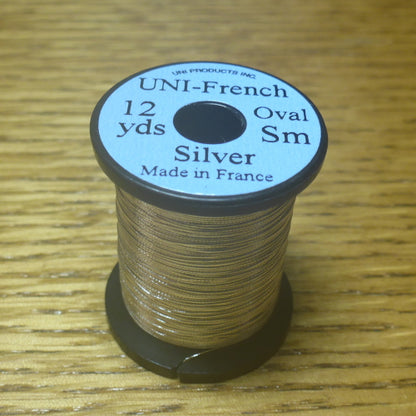 UNI PRODUCTS INC.
UNI-French
12 yds
Oval Sm
Silver
Made in France